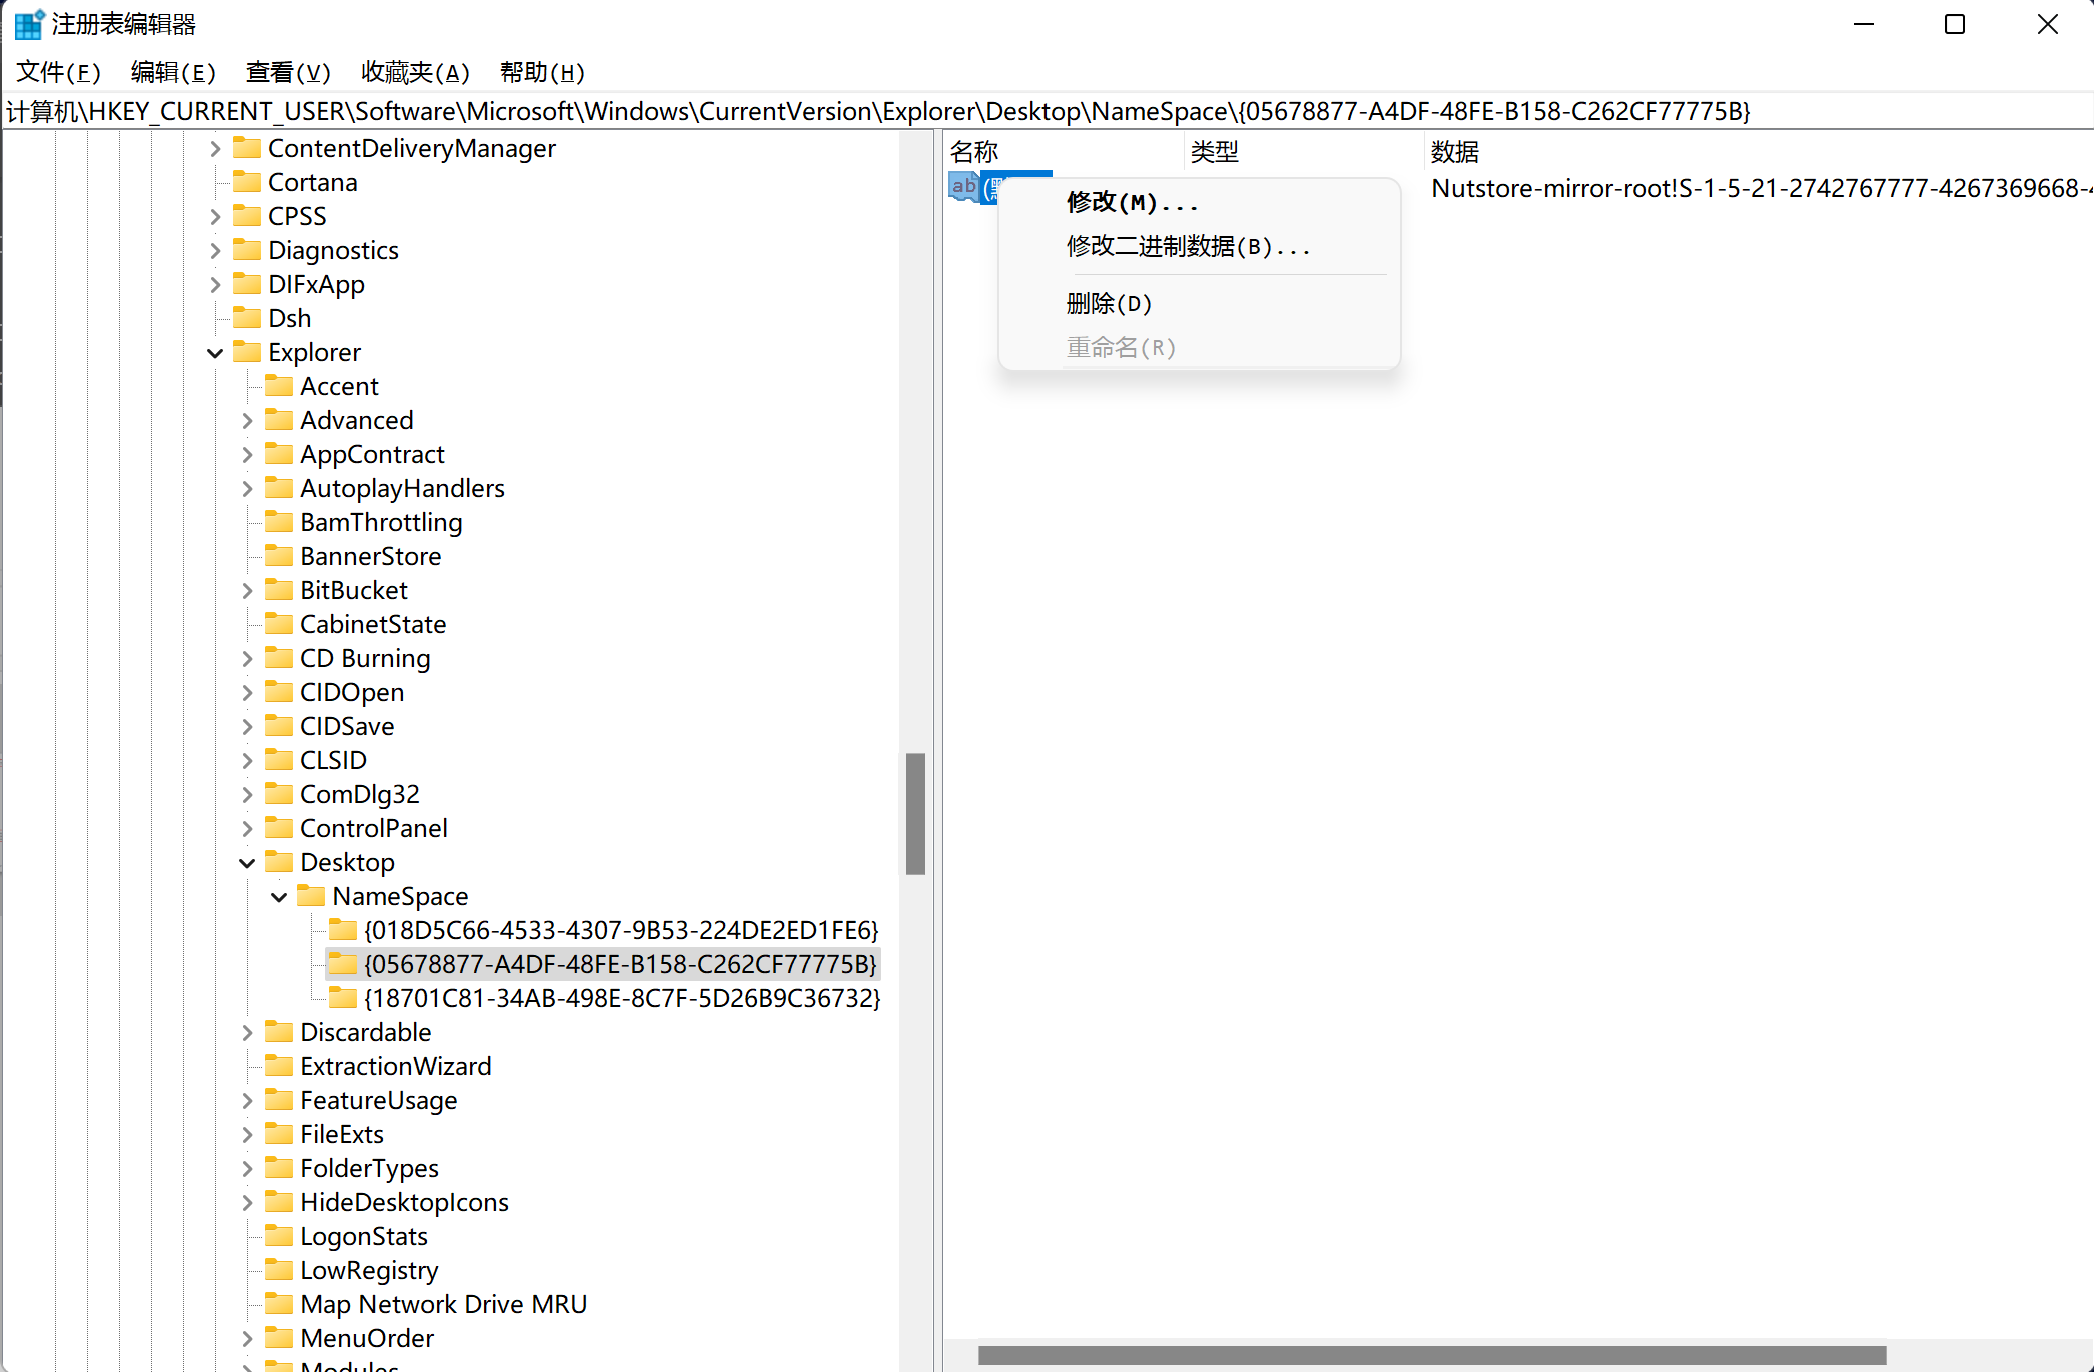 注册表编辑器
文件(F) 编辑(E) 查看(V) 收藏夹(A) 帮助(H)
计算机\HKEY_CURRENT_USER\Software\Microsoft\Windows\CurrentVersion\Explorer\Desktop\NameSpace\{05678877-A4DF-48FE-B158-C262CF77775B}
ContentDeliveryManager
Cortana
CPSS
Diagnostics
DIFxApp
Dsh
Explorer
Accent
Advanced
AppContract
AutoplayHandlers
BamThrottling
BannerStore
BitBucket
CabinetState
CD Burning
CIDOpen
CIDSave
CLSID
ComDlg32
ControlPanel
Desktop
NameSpace
{018D5C66-4533-4307-9B53-224DE2ED1FE6}
{05678877-A4DF-48FE-B158-C262CF77775B}
{18701C81-34AB-498E-8C7F-5D26B9C36732}
Discardable
ExtractionWizard
FeatureUsage
FileExts
FolderTypes
HideDesktopIcons
LogonStats
LowRegistry
Map Network Drive MRU
MenuOrder
Modules
名称 类型 数据
ab Nutstore-mirror-root!S-1-5-21-2742767777-4267369668-
修改(M)...
修改二进制数据(B)...
删除(D)
重命名(R)